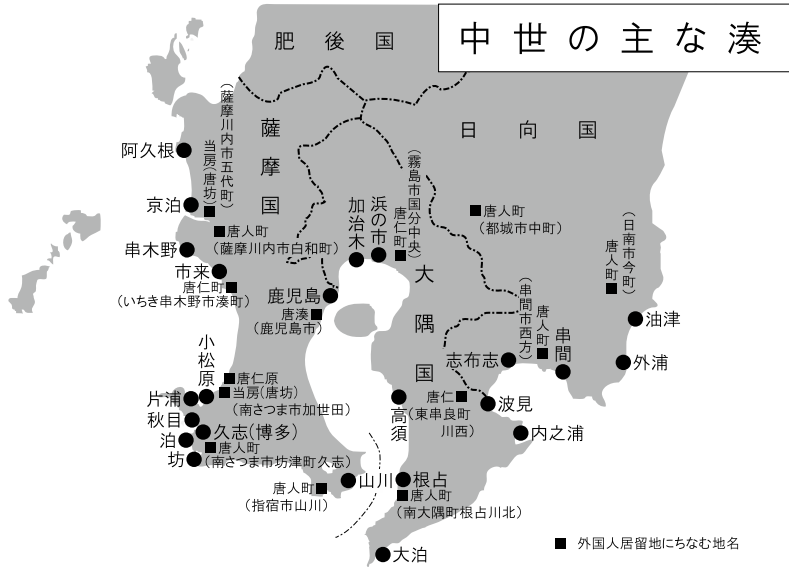 中世の主な湊
肥後国
薩摩国
日向国
大隅国
阿久根
(薩摩川内市五代町)
当房(唐坊)
京泊
唐人町
(薩摩川内市白和町)
串木野
市来
唐仁町
(いちき串木野市湊町)
加治木
浜の市
唐仁町
(霧島市国分中央)
唐人町
(都城市中町)
(日南市今町)
唐人町
鹿児島
唐湊
(鹿児島市)
小松原
唐仁原
当房(唐坊)
(南さつま市加世田)
片浦
秋目
久志(博多)
泊
唐人町
(南さつま市坊津町久志)
坊
志布志
(串間市西方)
唐人町
串間
油津
外浦
高須
唐仁
(東串良町
川西)
波見
内之浦
唐人町
(指宿市山川)
山川
根占
唐人町
(南大隅町根占川北)
大泊
■ 外国人居留地にちなむ地名